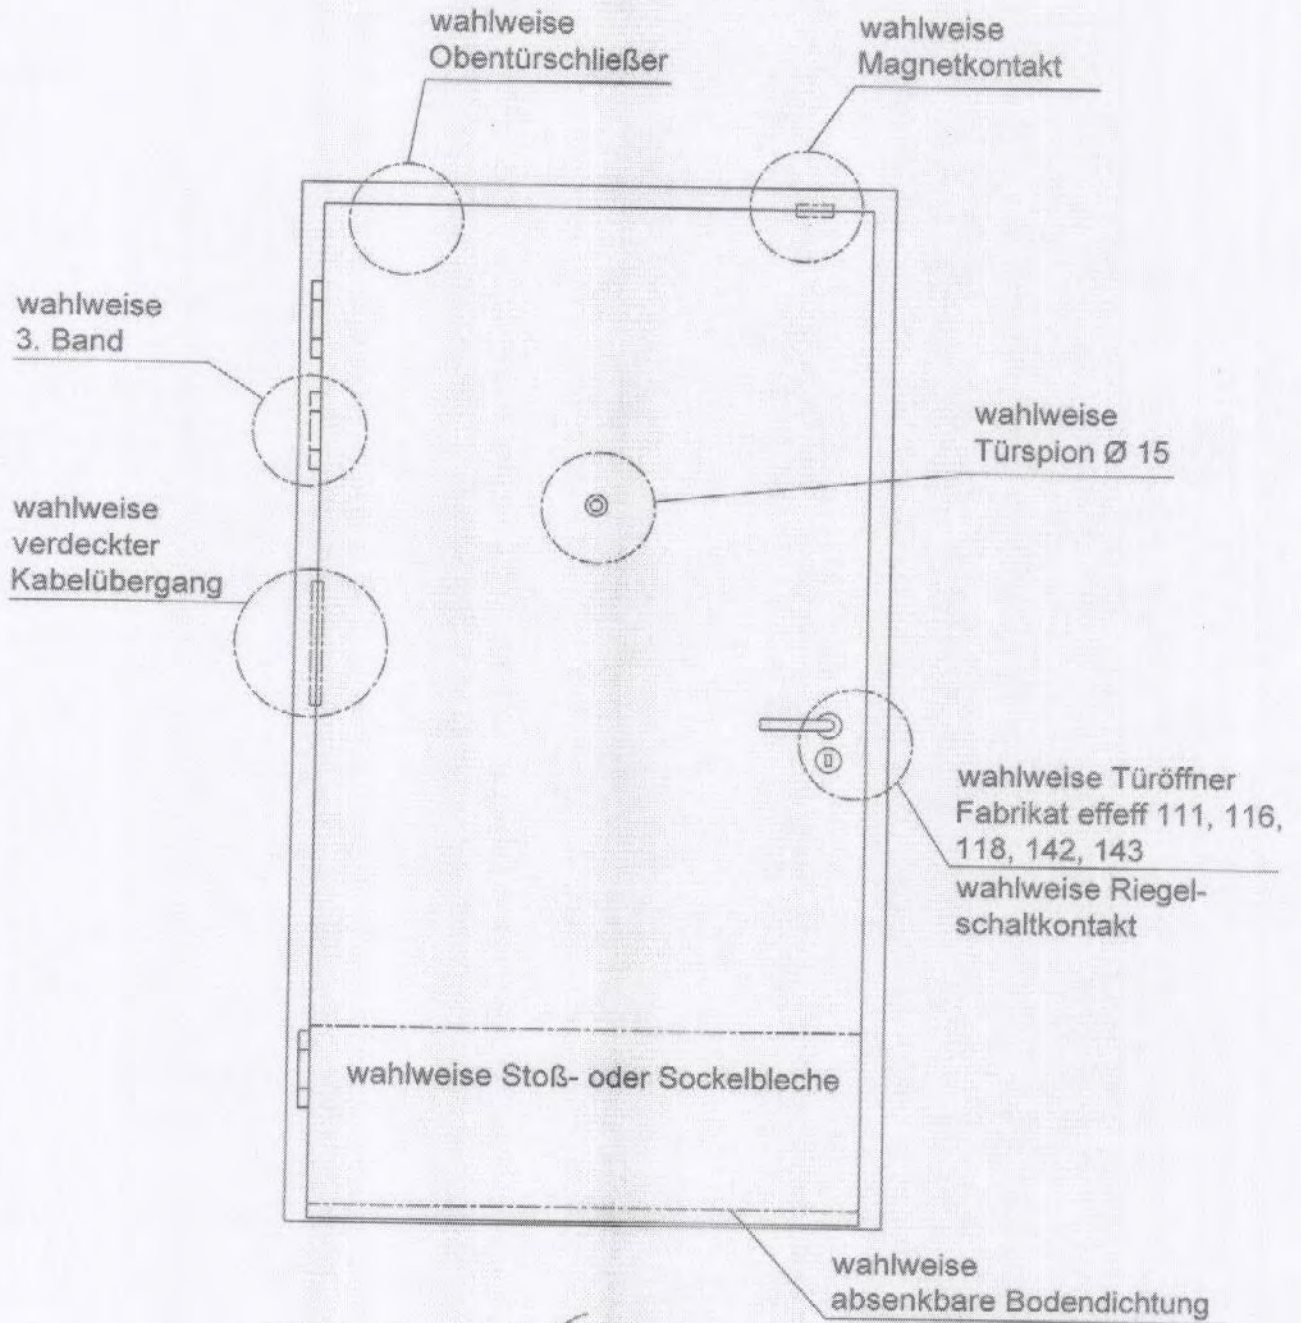 wahlweise
Obentürschließer
wahlweise
Magnetkontakt
wahlweise
3. Band
wahlweise
Türspion Ø 15
wahlweise
verdeckter
Kabelübergang
wahlweise Türöffner
Fabrikat effeff 111, 116,
118, 142, 143
wahlweise Riegel-
schaltkontakt
wahlweise Stoß- oder Sockelbleche
wahlweise
absenkbare Bodendichtung